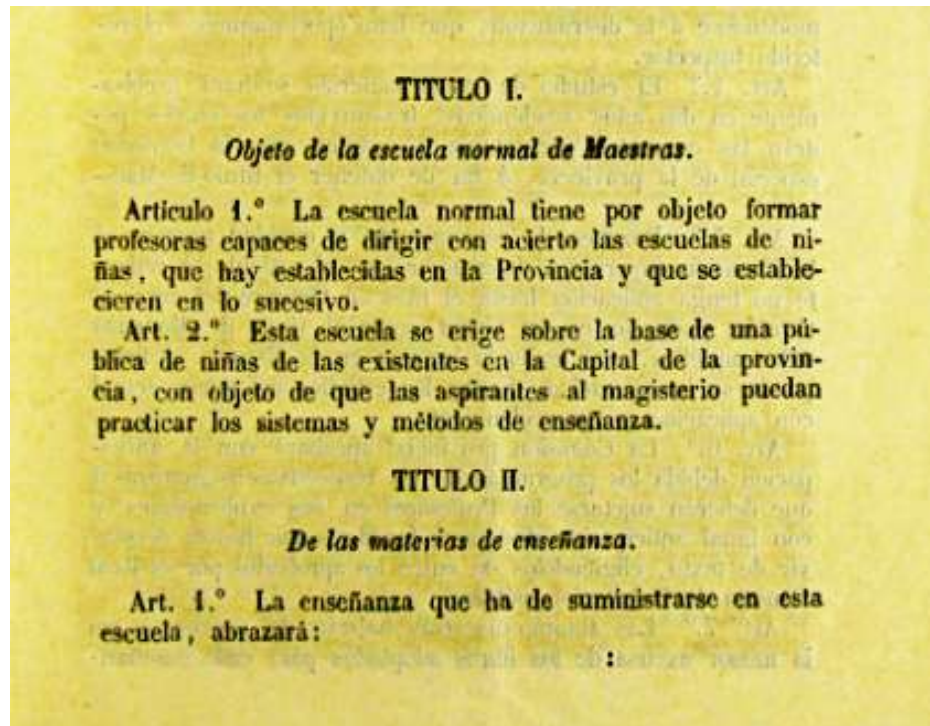 TITULO I.
Objeto de la escuela normal de Maestras.
Artículo 1.º La escuela normal tiene por objeto formar
profesoras capaces de dirigir con acierto las escuelas de ni-
ñas, que hay establecidas en la Provincia y que se estable-
cieren en lo sucesivo.
Art. 2.º Esta escuela se erige sobre la base de una pú-
blica de niñas de las existentes en la Capital de la provin-
cia, con objeto de que las aspirantes al magisterio puedan
practicar los sistemas y métodos de enseñanza.
TITULO II.
De las materias de enseñanza.
Art. 1.º La enseñanza que ha de suministrarse en esta
escuela, abrazará:
: